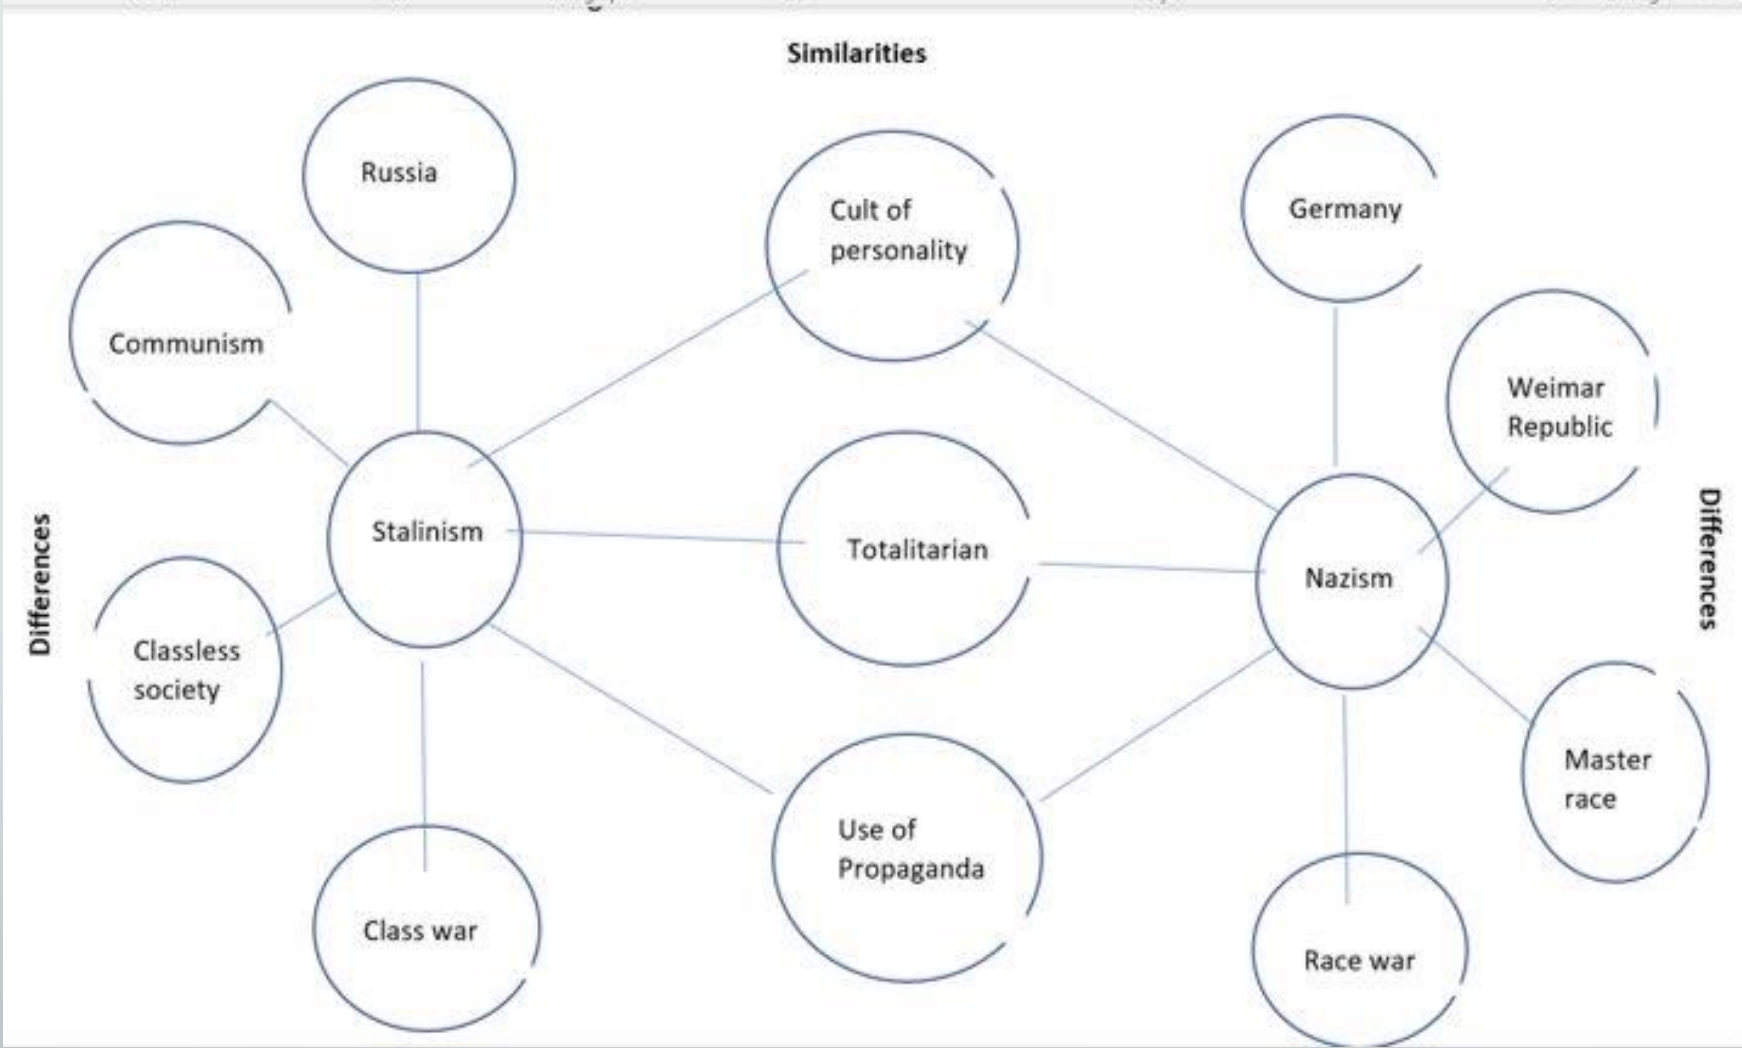 Similarities
Russia
Cult of
personality
Germany
Communism
Weimar
Republic
Stalinism
Totalitarian
Nazism
Differences
Differences
Classless
society
Master
race
Use of
Propaganda
Class war
Race war